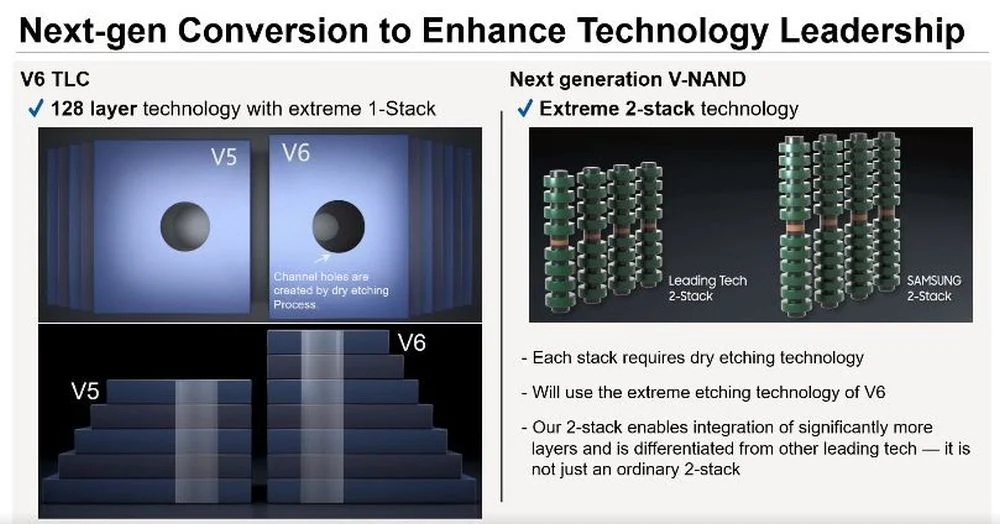 Next-gen Conversion to Enhance Technology Leadership
V6 TLC
✓ 128 layer technology with extreme 1-Stack
V5
V6
Channel holes are
created by dry etching
Process.
V5
V6
Next generation V-NAND
✓ Extreme 2-stack technology
Leading Tech
2-Stack
SAMSUNG
2-Stack
- Each stack requires dry etching technology
- Will use the extreme etching technology of V6
- Our 2-stack enables integration of significantly more
layers and is differentiated from other leading tech — it is
not just an ordinary 2-stack